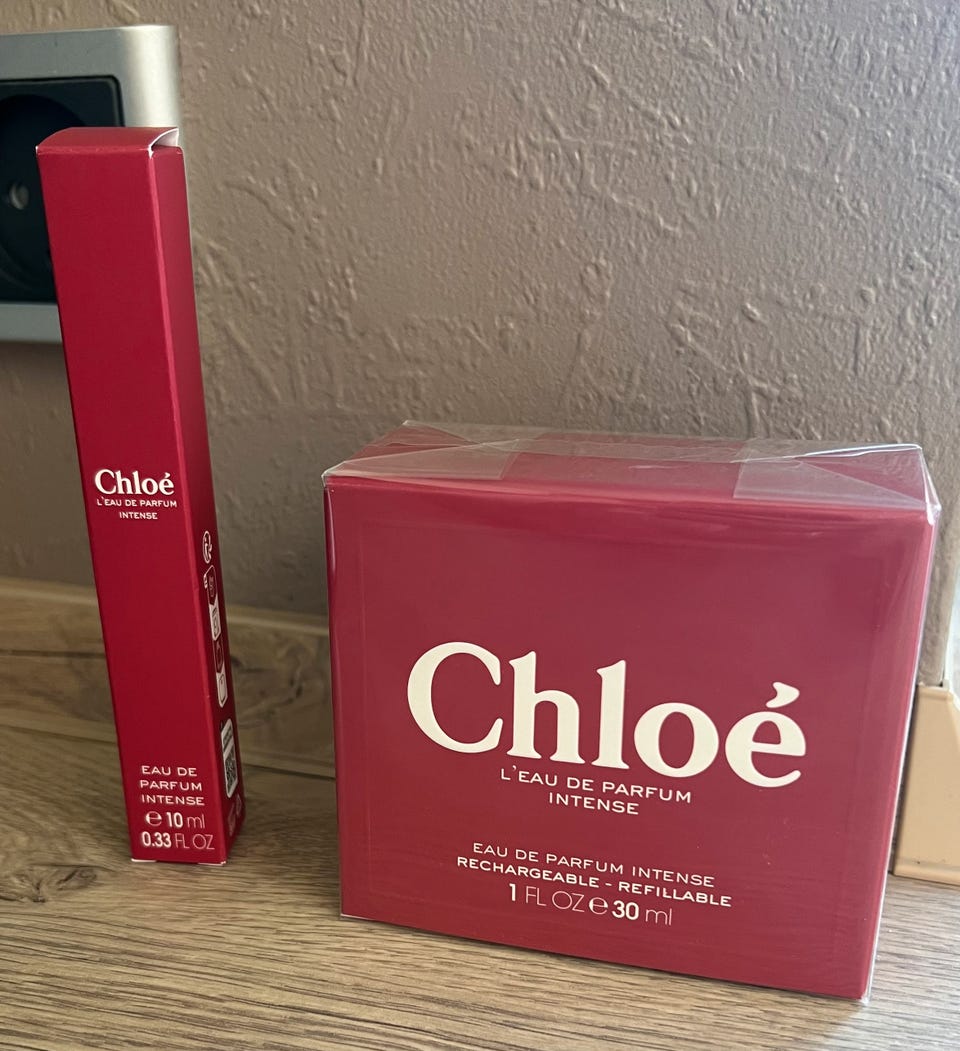 Chloé
L'EAU DE PARFUM
INTENSE
EAU DE
PARFUM
INTENSE
e 10 ml
0.33 FL OZ
Chloé
L'EAU DE PARFUM
INTENSE
EAU DE PARFUM INTENSE
RECHARGEABLE - REFILLABLE
1 FL OZ e 30 ml